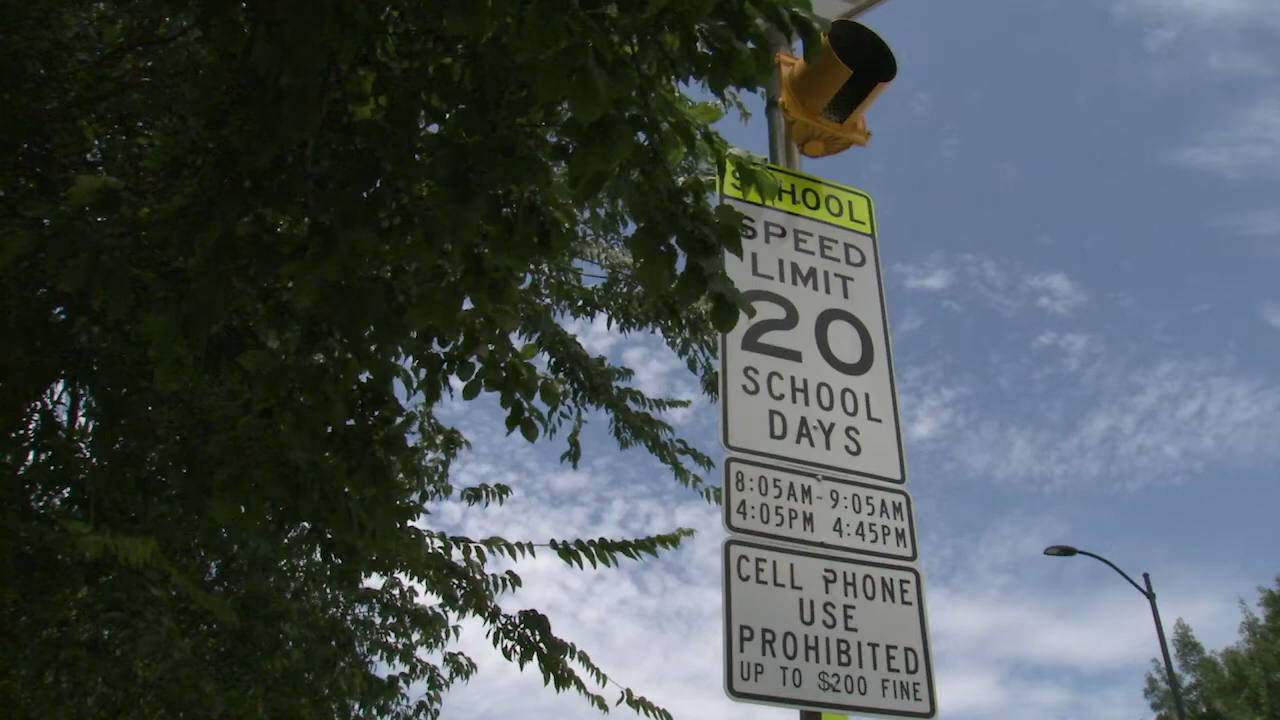 SCHOOL
SPEED
LIMIT
20
SCHOOL
DAYS
8:05AM-9:05AM
4:05PM 4:45PM
CELL PHONE
USE
PROHIBITED
UP TO $200 FINE